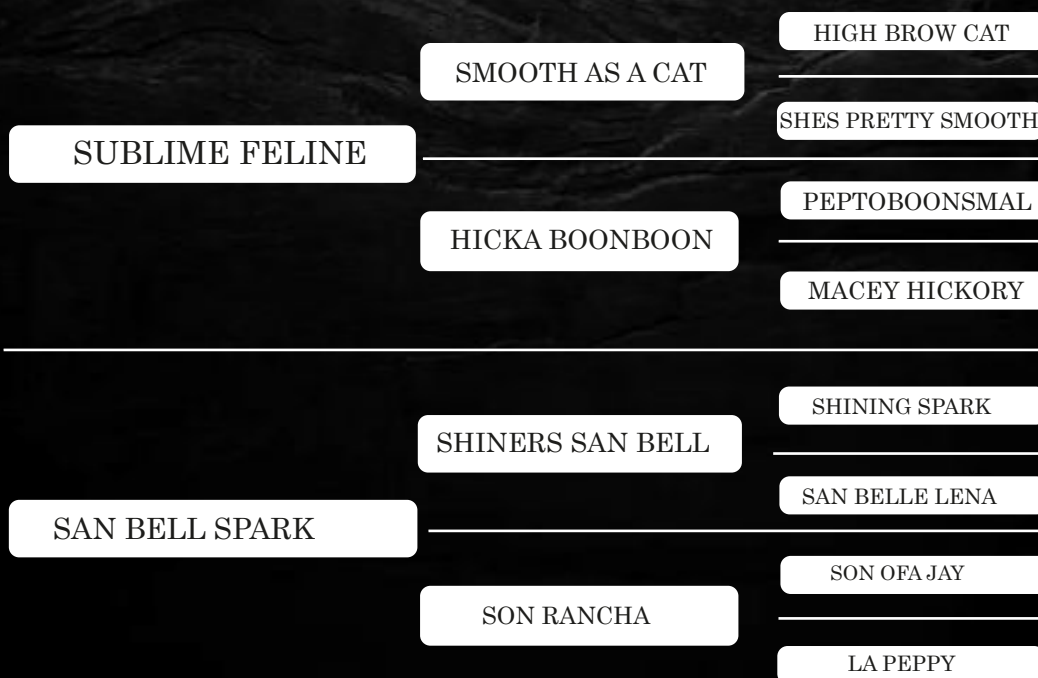 HIGH BROW CAT
SMOOTH AS A CAT
SHES PRETTY SMOOTH
SUBLIME FELINE
PEPTOBOONSMAL
HICKA BOONBOON
MACEY HICKORY
SHINING SPARK
SHINERS SAN BELL
SAN BELLE LENA
SAN BELL SPARK
SON OFA JAY
SON RANCHA
LA PEPPY